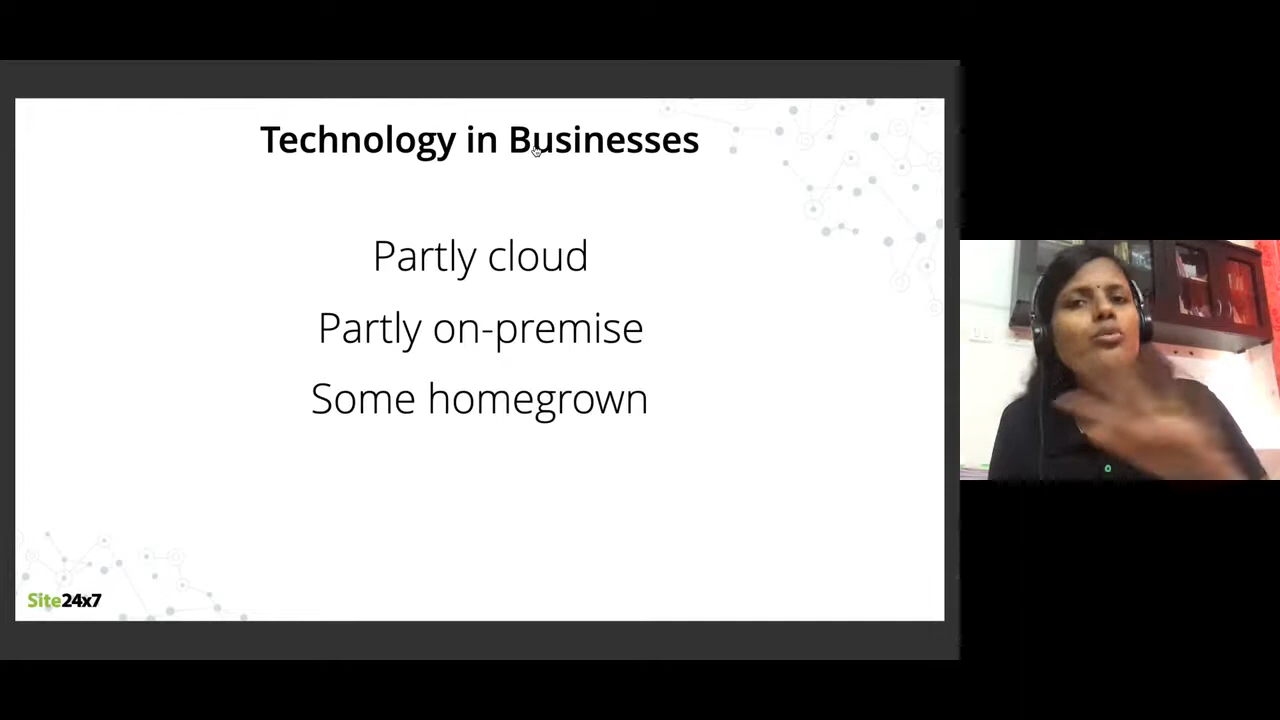 Technology in Businesses
Partly cloud
Partly on-premise
Some homegrown
Site24x7